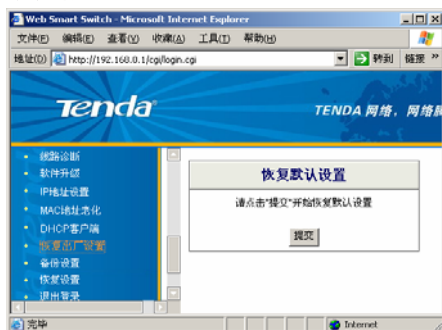 Web Smart Switch - Microsoft Internet Explorer
文件(F) 编辑(E) 查看(V) 收藏(A) 工具(T) 帮助(H)
地址(D) http://192.168.0.1/cgi/login.cgi 转到 链接 »
Tenda
TENDA 网络，网络
线路诊断
软件升级
IP地址设置
MAC地址老化
DHCP客户端
恢复出厂设置
备份设置
恢复设置
退出登录
恢复默认设置
请点击"提交"开始恢复默认设置
提交
完毕 Internet